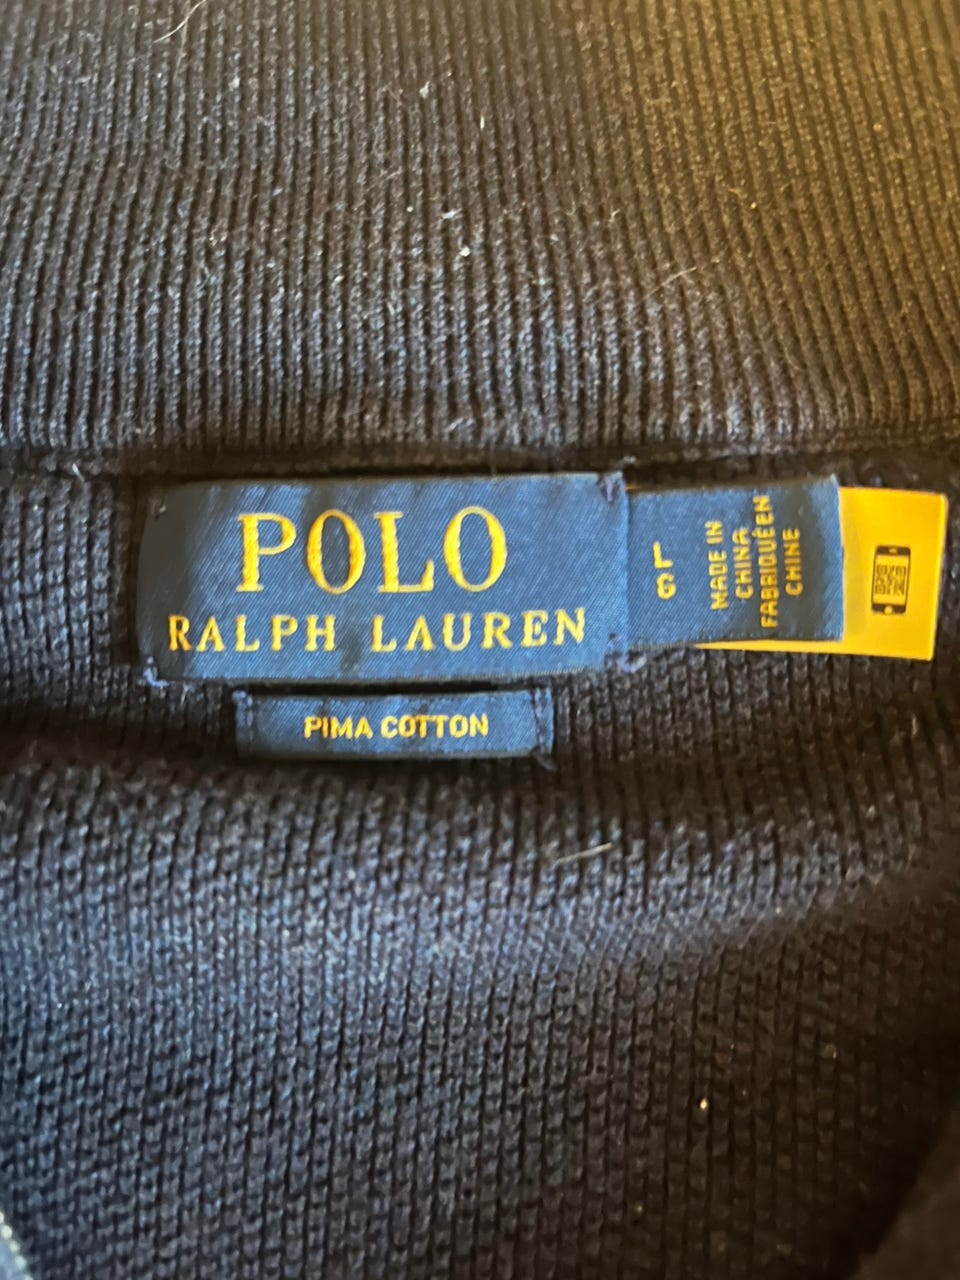 POLO
RALPH LAUREN
L G
MADE IN
CHINA
FABRIQUÉ EN
CHINE
PIMA COTTON